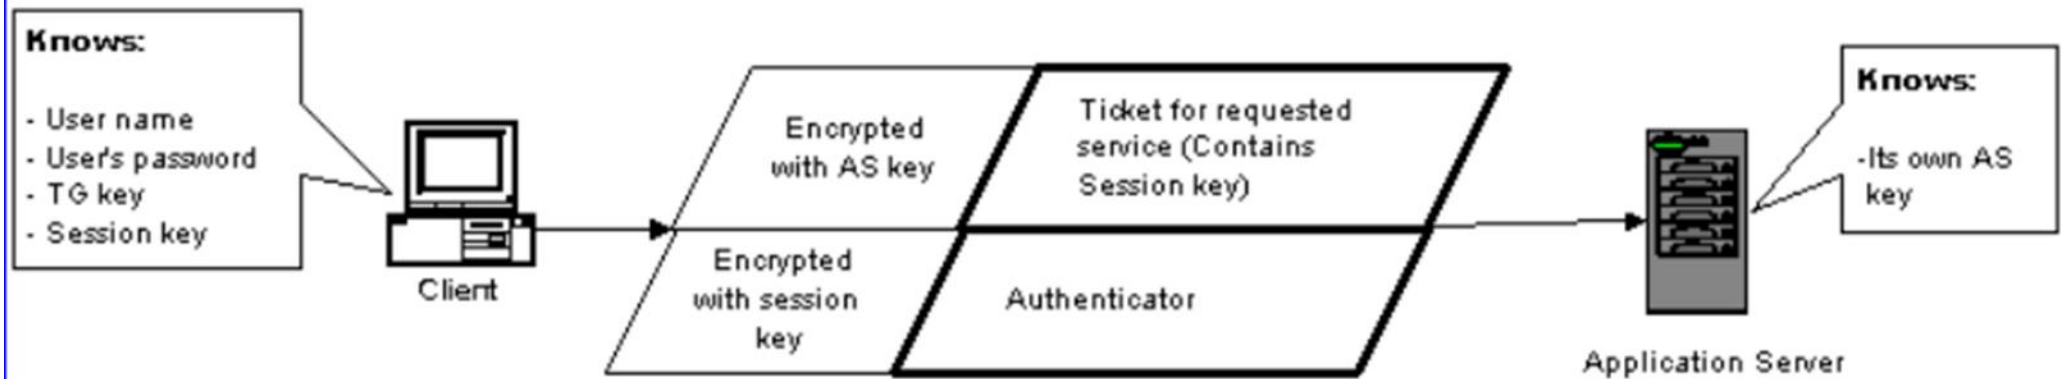 Knows:
- User name
- User's password
- TG key
- Session key
Client
Encrypted
with AS key
Ticket for requested
service (Contains
Session key)
Encrypted
with session
key
Authenticator
Knows:
-Its own AS
key
Application Server